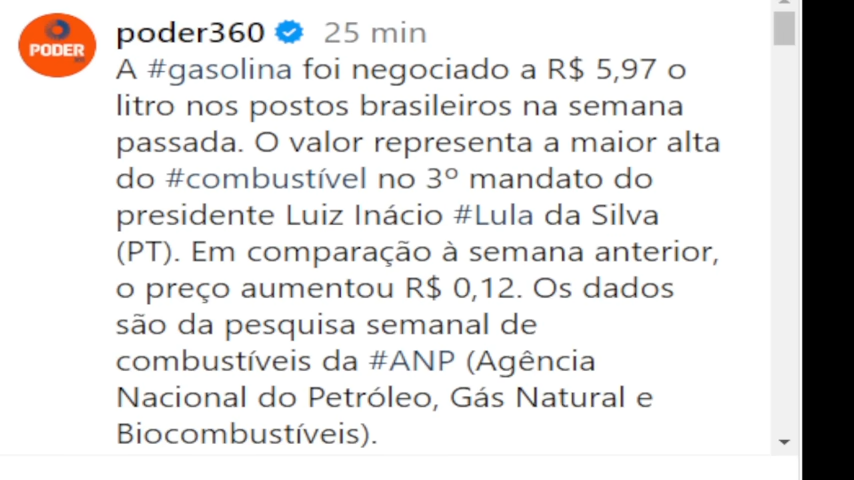 PODER
poder360 25 min
A #gasolina foi negociado a R$ 5,97 o
litro nos postos brasileiros na semana
passada. O valor representa a maior alta
do #combustível no 3º mandato do
presidente Luiz Inácio #Lula da Silva
(PT). Em comparação à semana anterior,
o preço aumentou R$ 0,12. Os dados
são da pesquisa semanal de
combustíveis da #ANP (Agência
Nacional do Petróleo, Gás Natural e
Biocombustíveis).